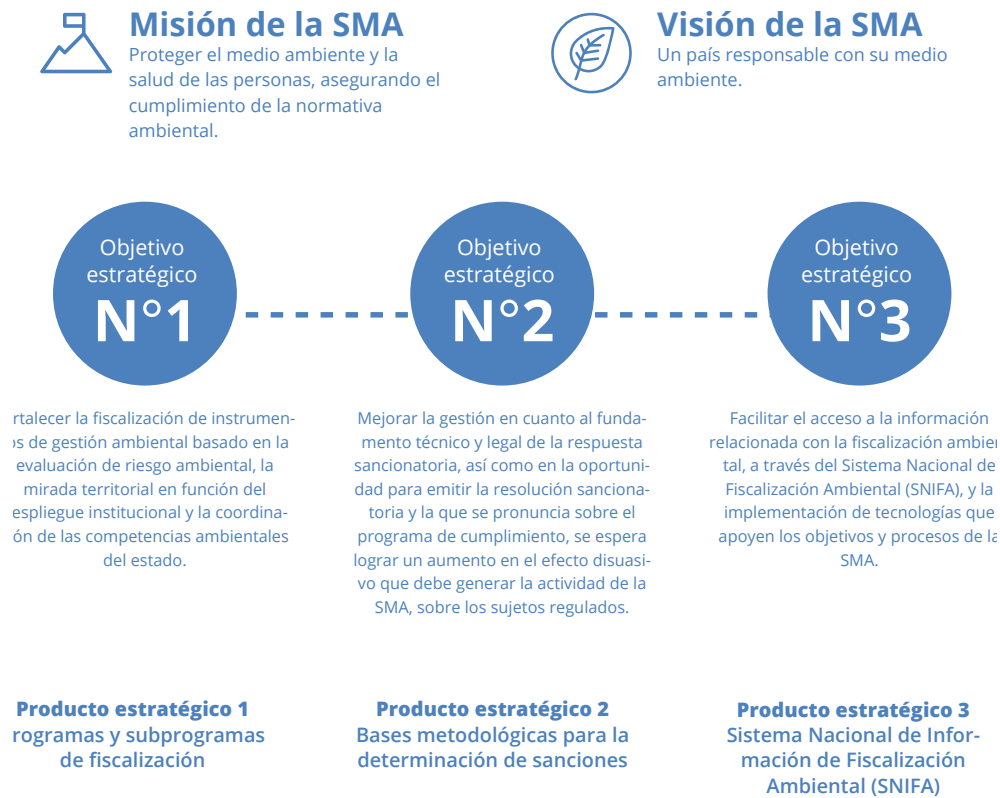 Misión de la SMA
Proteger el medio ambiente y la
salud de las personas, asegurando el
cumplimiento de la normativa
ambiental.
Visión de la SMA
Un país responsable con su medio
ambiente.
Objetivo
estratégico
N°1
Objetivo
estratégico
N°2
Objetivo
estratégico
N°3
rtalecer la fiscalización de instrumen-
os de gestión ambiental basado en la
evaluación de riesgo ambiental, la
mirada territorial en función del
espliegue institucional y la coordina-
ón de las competencias ambientales
del estado.
Mejorar la gestión en cuanto al funda-
mento técnico y legal de la respuesta
sancionatoria, así como en la oportuni-
dad para emitir la resolución sanciona-
toria y la que se pronuncia sobre el
programa de cumplimiento, se espera
lograr un aumento en el efecto disuasi-
vo que debe generar la actividad de la
SMA, sobre los sujetos regulados.
Facilitar el acceso a la información
relacionada con la fiscalización ambien
tal, a través del Sistema Nacional de
Fiscalización Ambiental (SNIFA), y la
implementación de tecnologías que
apoyen los objetivos y procesos de la
SMA.
Producto estratégico 1
rogramas y subprogramas
de fiscalización
Producto estratégico 2
Bases metodológicas para la
determinación de sanciones
Producto estratégico 3
Sistema Nacional de Infor-
mación de Fiscalización
Ambiental (SNIFA)